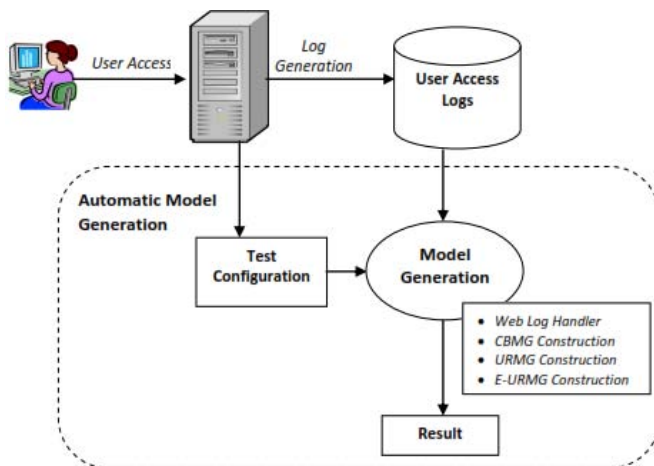 User Access
Log
Generation
User Access
Logs
Automatic Model
Generation
Test
Configuration
Model
Generation
• Web Log Handler
• CBMG Construction
• URMG Construction
• E-URMG Construction
Result